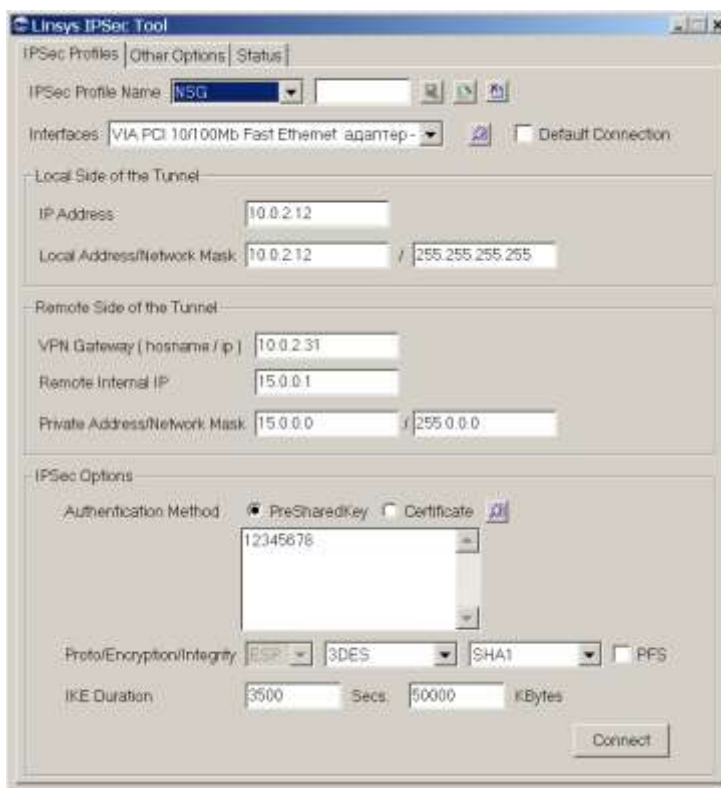 Linsys IPSec Tool
IPSec Profiles Other Options Status
IPSec Profile Name NSG
Interfaces VIA PCI 10/100Mb Fast Ethernet адаптер - Default Connection
Local Side of the Tunnel
IP Address 10.0.2.12
Local Address/Network Mask 10.0.2.12 / 255.255.255.255
Remote Side of the Tunnel
VPN Gateway ( hostname / ip ) 10.0.2.31
Remote Internal IP 15.0.0.1
Private Address/Network Mask 15.0.0.0 / 255.0.0.0
IPSec Options
Authentication Method PreSharedKey Certificate
12345678
Proto/Encryption/Integrity ESP 3DES SHA1 PFS
IKE Duration 3500 Secs. 50000 KBytes
Connect